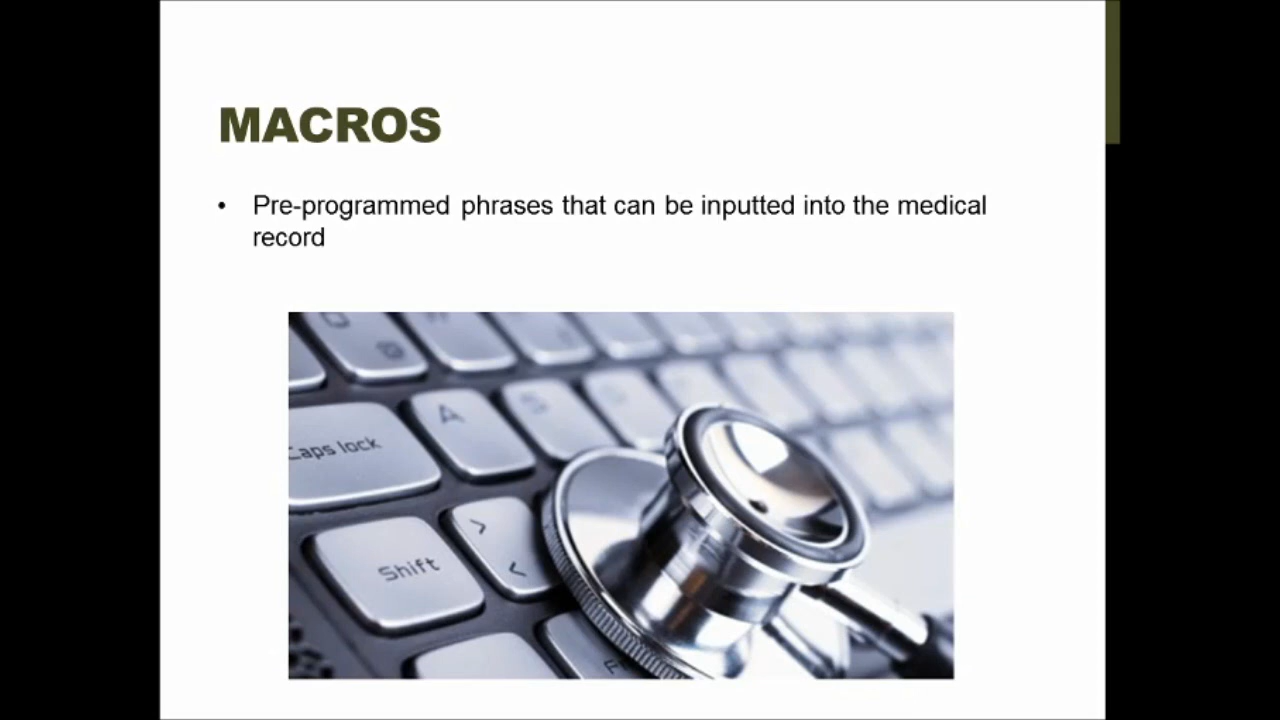 MACROS
• Pre-programmed phrases that can be inputted into the medical
record
A
S
Caps lock
>
<
Shift